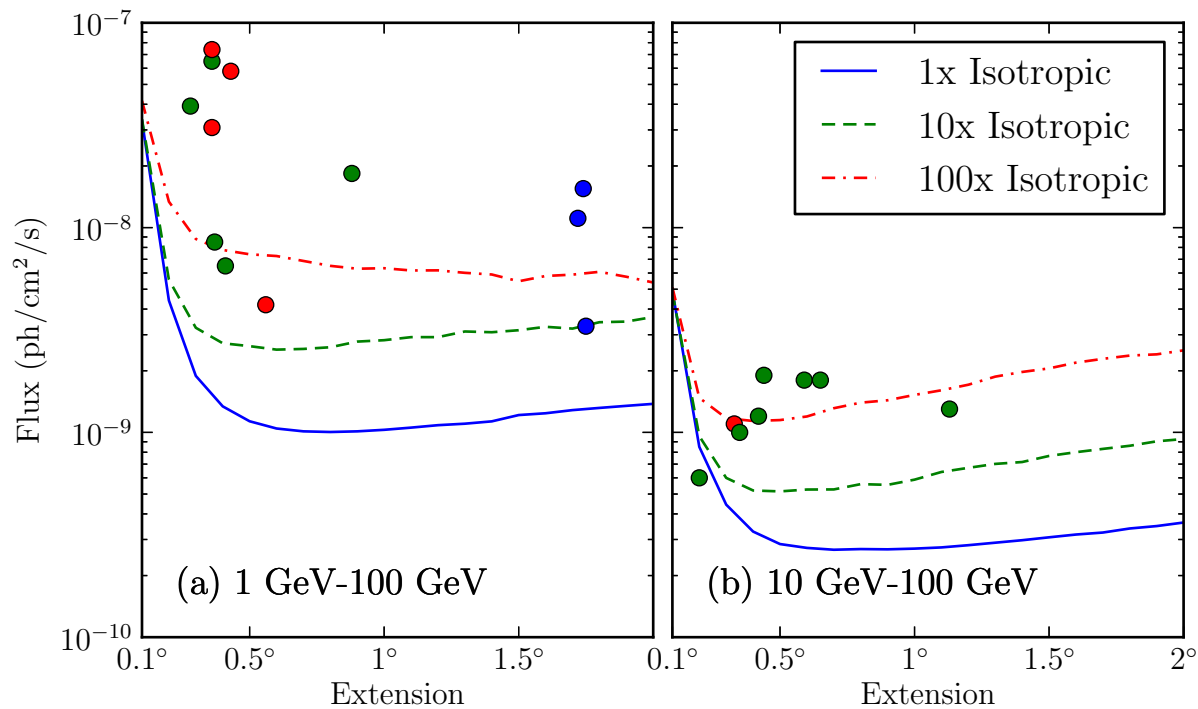 10⁻⁷
10⁻⁸
10⁻⁹
10⁻¹⁰
Flux (ph/cm²/s)
(a) 1 GeV-100 GeV
0.1° 0.5° 1° 1.5°
Extension
1x Isotropic
10x Isotropic
100x Isotropic
(b) 10 GeV-100 GeV
0.1° 0.5° 1° 1.5° 2°
Extension